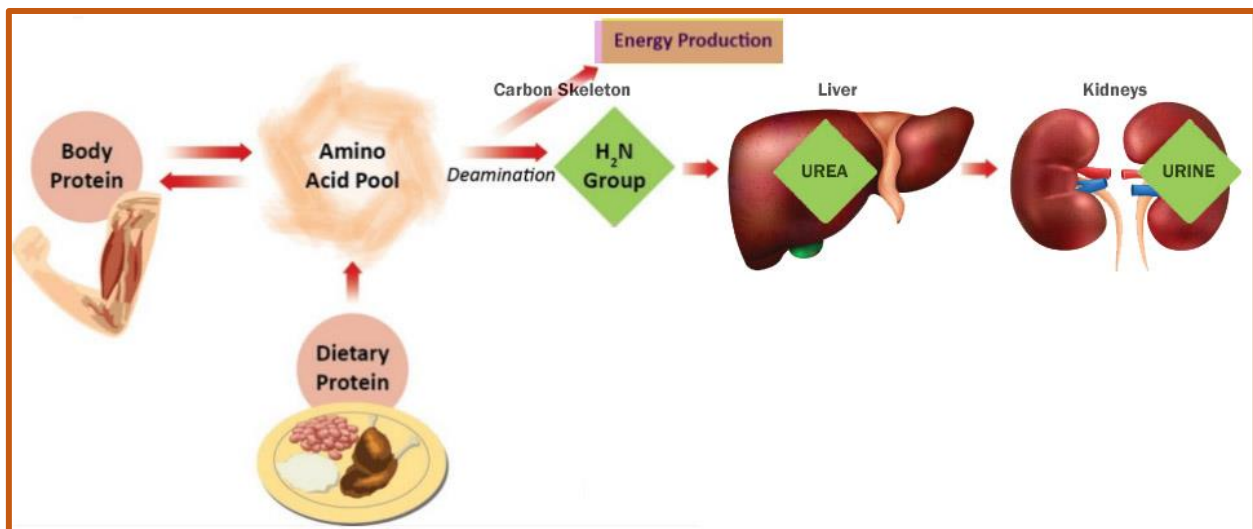 Energy Production
Carbon Skeleton
Liver
Kidneys
Body
Protein
Amino
Acid Pool
Deamination
H₂N
Group
UREA
URINE
Dietary
Protein